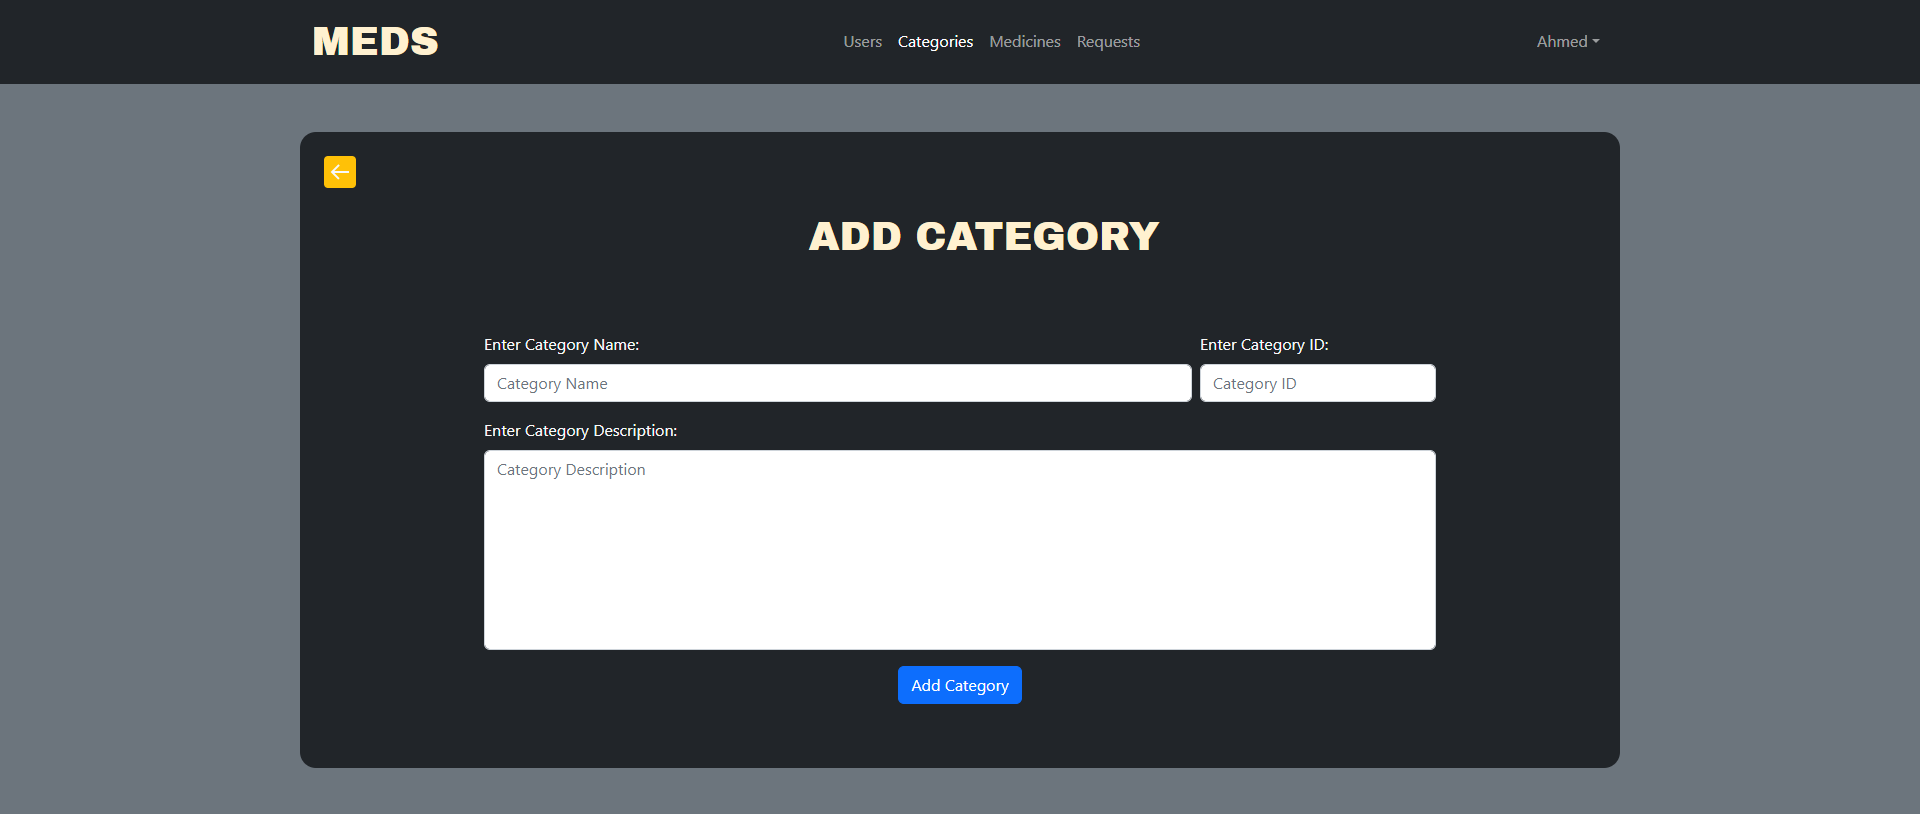 MEDS
Users Categories Medicines Requests
Ahmed
ADD CATEGORY
Enter Category Name:
Enter Category ID:
Category Name
Category ID
Enter Category Description:
Category Description
Add Category